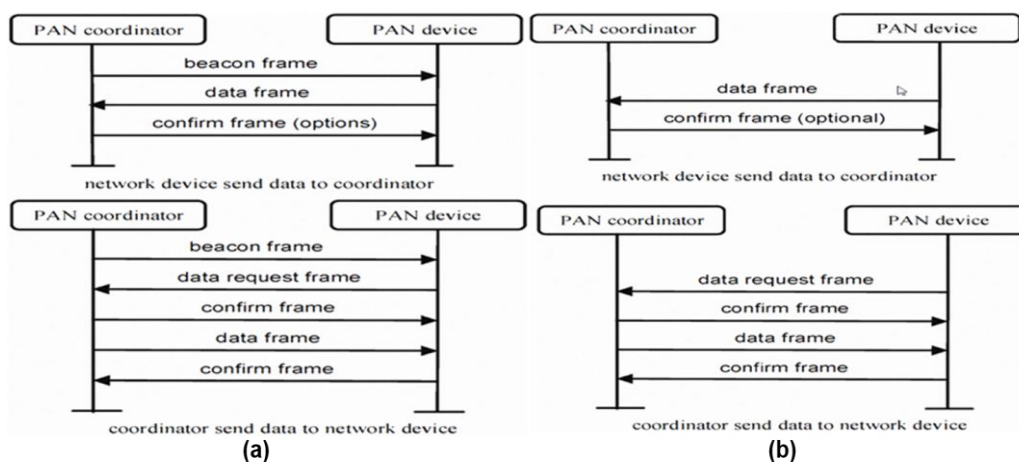 PAN coordinator
PAN device
beacon frame
data frame
confirm frame (options)
network device send data to coordinator
PAN coordinator
PAN device
data frame
confirm frame (optional)
network device send data to coordinator
PAN coordinator
PAN device
beacon frame
data request frame
confirm frame
data frame
confirm frame
coordinator send data to network device
(a)
PAN coordinator
PAN device
data request frame
confirm frame
data frame
confirm frame
coordinator send data to network device
(b)